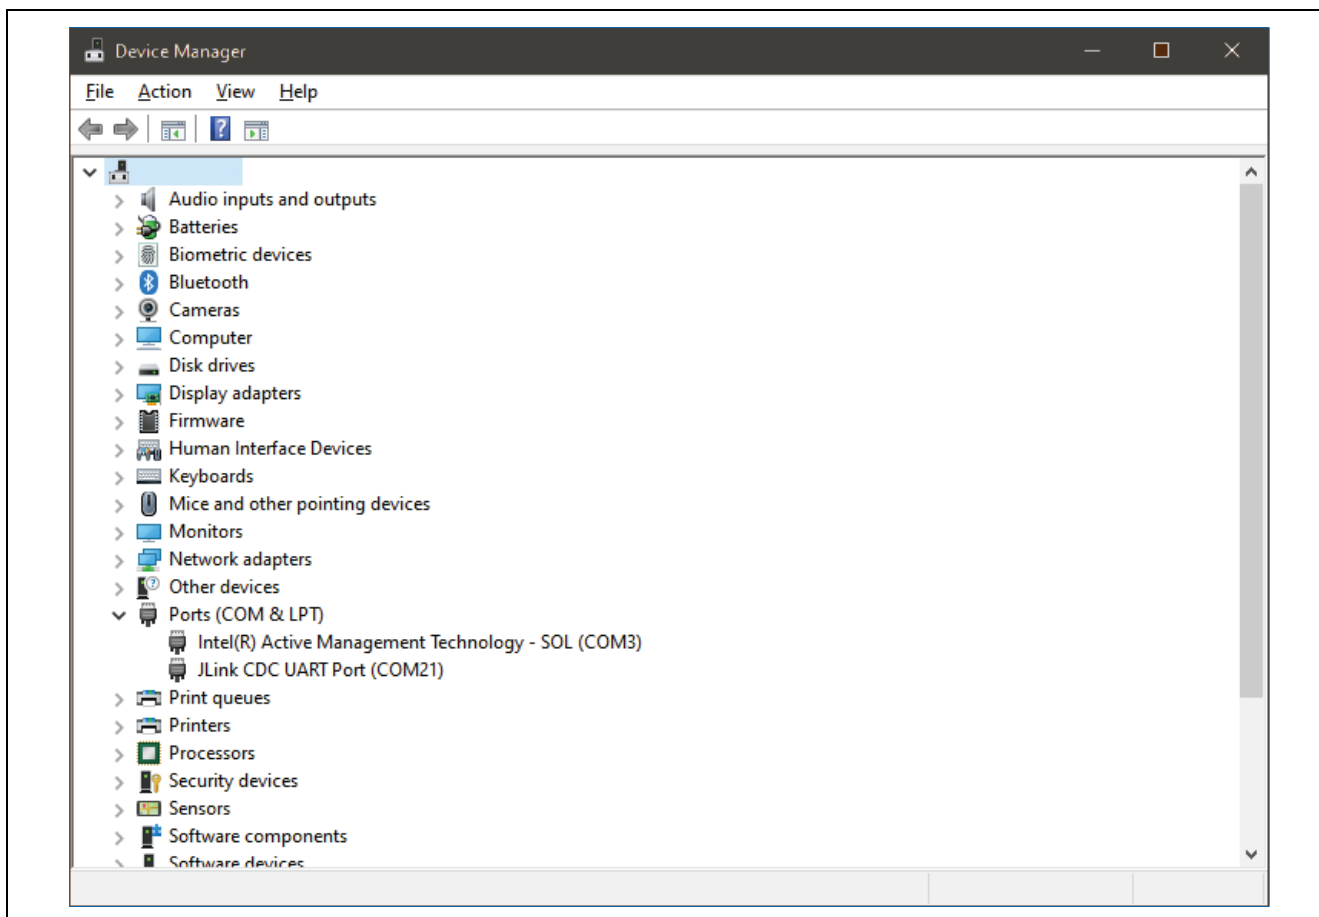 Device Manager
File Action View Help
Audio inputs and outputs
Batteries
Biometric devices
Bluetooth
Cameras
Computer
Disk drives
Display adapters
Firmware
Human Interface Devices
Keyboards
Mice and other pointing devices
Monitors
Network adapters
Other devices
Ports (COM & LPT)
Intel(R) Active Management Technology - SOL (COM3)
JLink CDC UART Port (COM21)
Print queues
Printers
Processors
Security devices
Sensors
Software components
Software devices